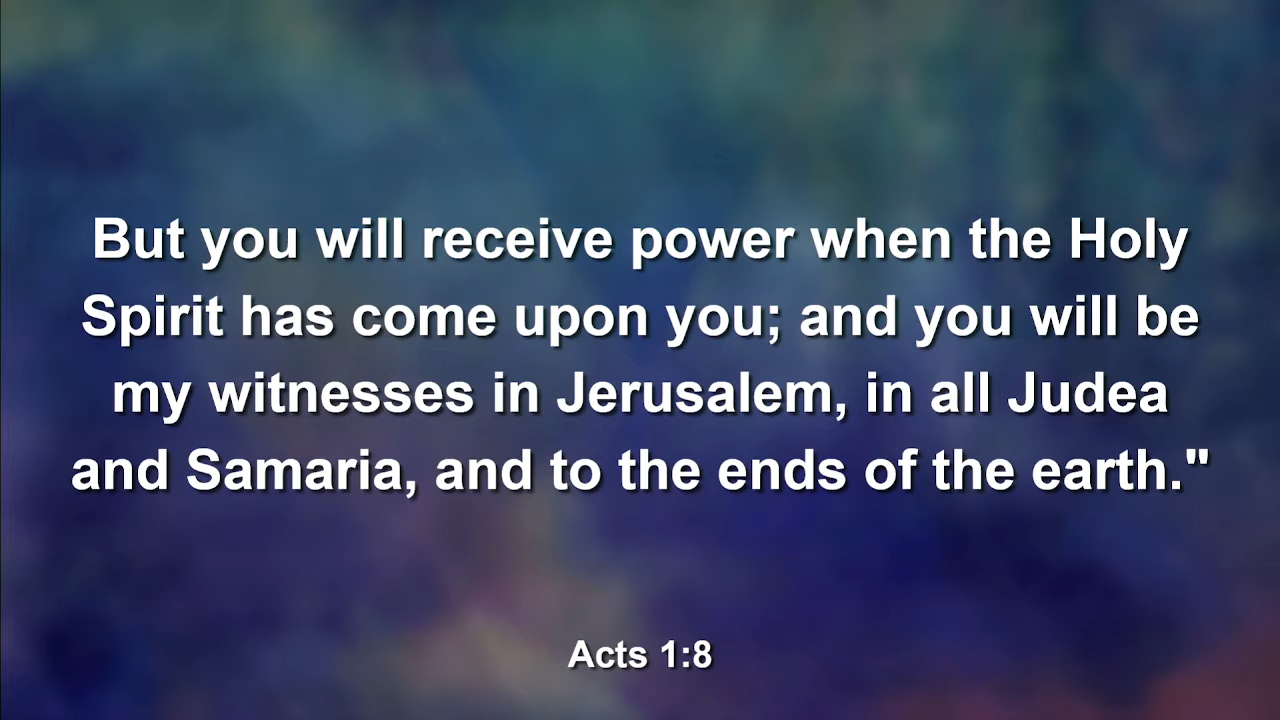 But you will receive power when the Holy
Spirit has come upon you; and you will be
my witnesses in Jerusalem, in all Judea
and Samaria, and to the ends of the earth."
Acts 1:8